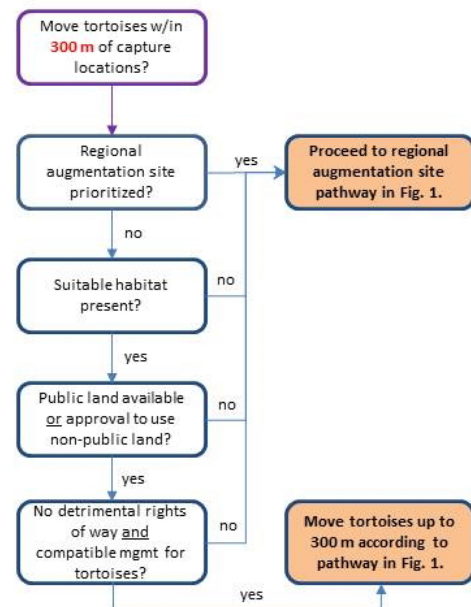 Move tortoises w/in
300 m of capture
locations?
Regional
augmentation site
prioritized?
yes
Proceed to regional
augmentation site
pathway in Fig. 1.
no
Suitable habitat
present?
no
yes
Public land available
or approval to use
non-public land?
no
yes
No detrimental rights
of way and
compatible mgmt for
tortoises?
no
Move tortoises up to
300 m according to
pathway in Fig. 1.
yes